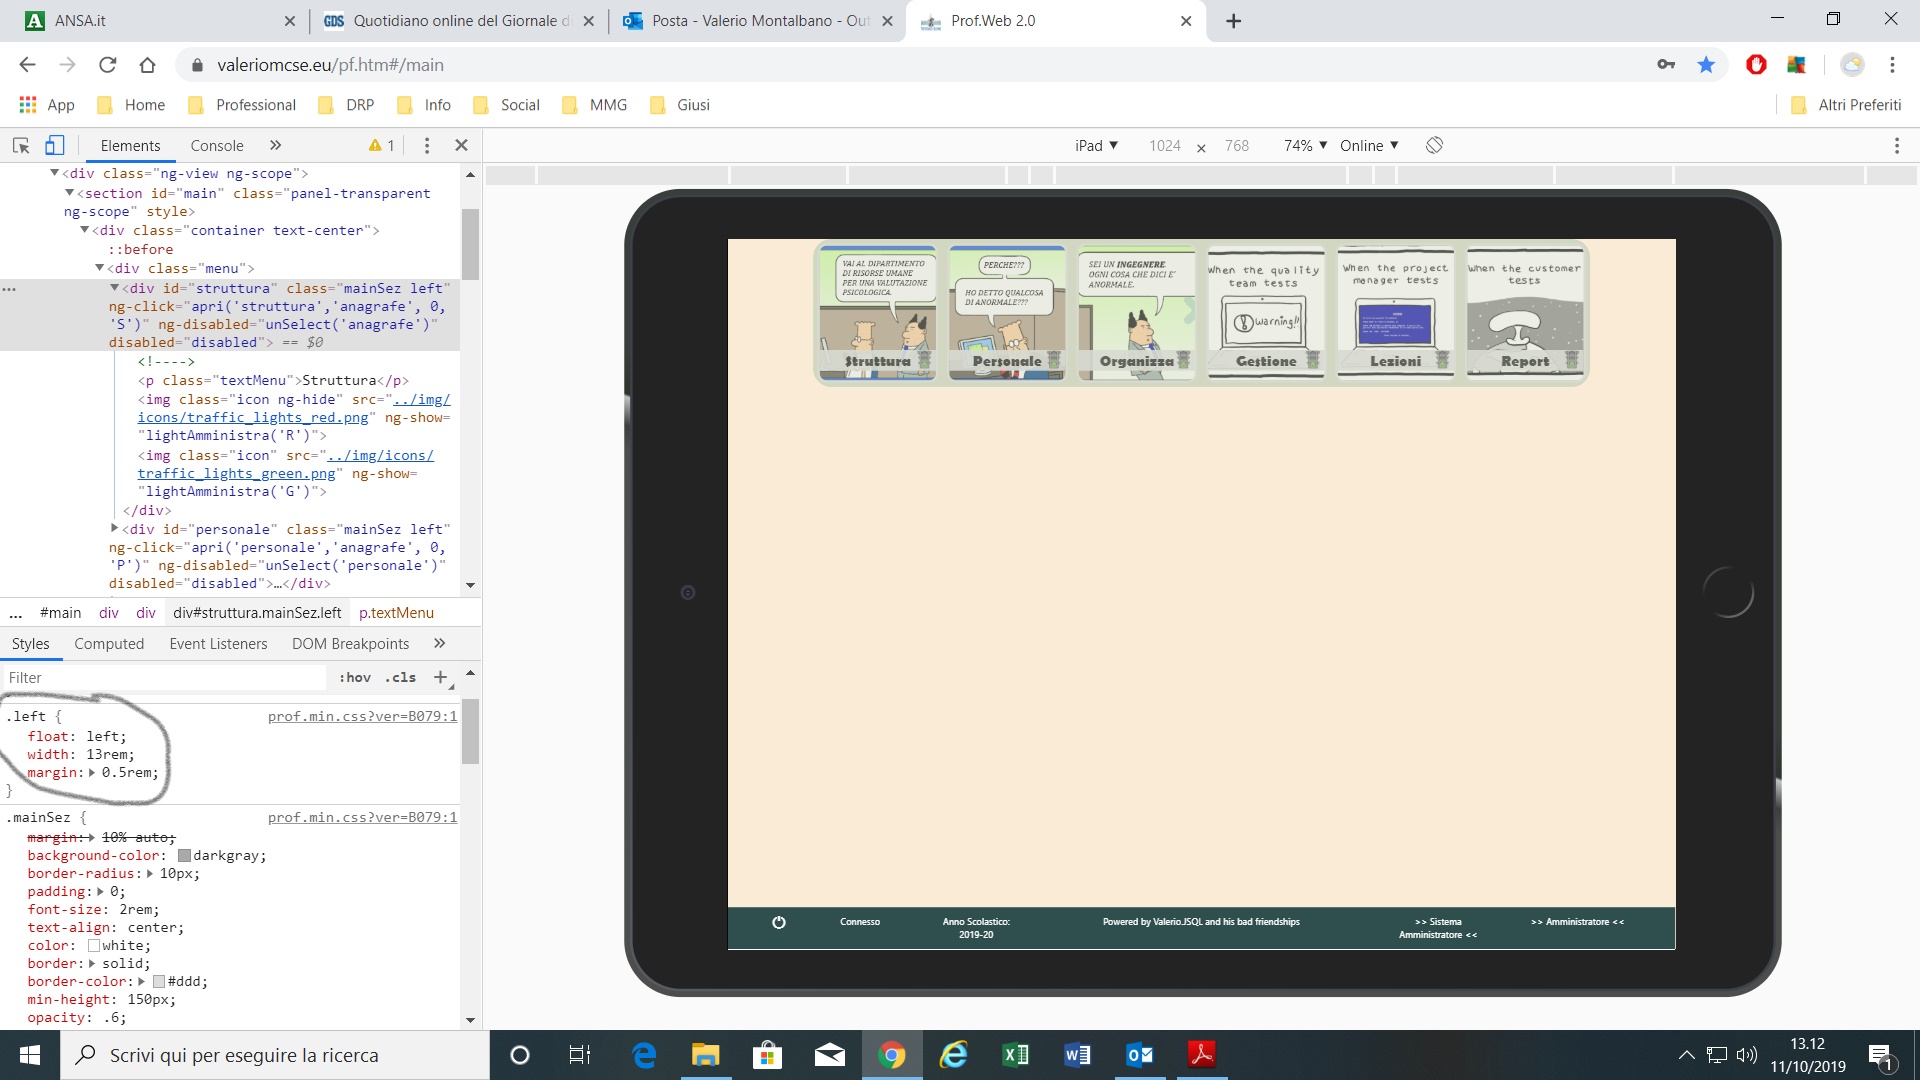 ANSA.it
GDS Quotidiano online del Giornale d
Posta - Valerio Montalbano - Out
Prof.Web 2.0
valeriomcse.eu/pf.htm#/main
App Home Professional DRP Info Social MMG Giusi Altri Preferiti
Elements Console » 1
iPad ▼ 1024 × 768 74% ▼ Online ▼
▼<div class="ng-view ng-scope">
▼<section id="main" class="panel-transparent
ng-scope" style>
▼<div class="container text-center">
::before
▼<div class="menu">
... ▼<div id="struttura" class="mainSez left"
ng-click="apri('struttura','anagrafe', 0,
'S')" ng-disabled="unSelect('anagrafe')"
disabled="disabled"> == $0
<!---->
<p class="textMenu">Struttura</p>
<img class="icon ng-hide" src="../img/
icons/traffic_lights_red.png" ng-show=
"lightAmministra('R')">
<img class="icon" src="../img/icons/
traffic_lights_green.png" ng-show=
"lightAmministra('G')">
</div>
▶<div id="personale" class="mainSez left"
ng-click="apri('personale','anagrafe', 0,
'P')" ng-disabled="unSelect('personale')"
disabled="disabled">…</div>
... #main div div div#struttura.mainSez.left p.textMenu
Styles Computed Event Listeners DOM Breakpoints »
Filter :hov .cls +
.left { prof.min.css?ver=B079:1
float: left;
width: 13rem;
margin:▶ 0.5rem;
}
.mainSez { prof.min.css?ver=B079:1
margin:▶ 10% auto;
background-color: darkgray;
border-radius:▶ 10px;
padding:▶ 0;
font-size: 2rem;
text-align: center;
color: white;
border:▶ solid;
border-color:▶ #ddd;
min-height: 150px;
opacity: .6;
VAI AL DIPARTIMENTO
DI RISORSE UMANE
PER UNA VALUTAZIONE
PSICOLOGICA.
Struttura
PERCHE???
HO DETTO QUALCOSA
DI ANORMALE???
Personale
SEI UN INGEGNERE.
OGNI COSA CHE DICI E'
ANORMALE.
Organizza
When the quality
team tests
Warning!!
Gestione
When the project
manager tests
Lezioni
When the customer
tests
Report
Connesso
Anno Scolastico:
2019-20
Powered by Valerio.JSQL and his bad friendships
>> Sistema
Amministratore <<
>> Amministratore <<
Scrivi qui per eseguire la ricerca
13.12
11/10/2019
1